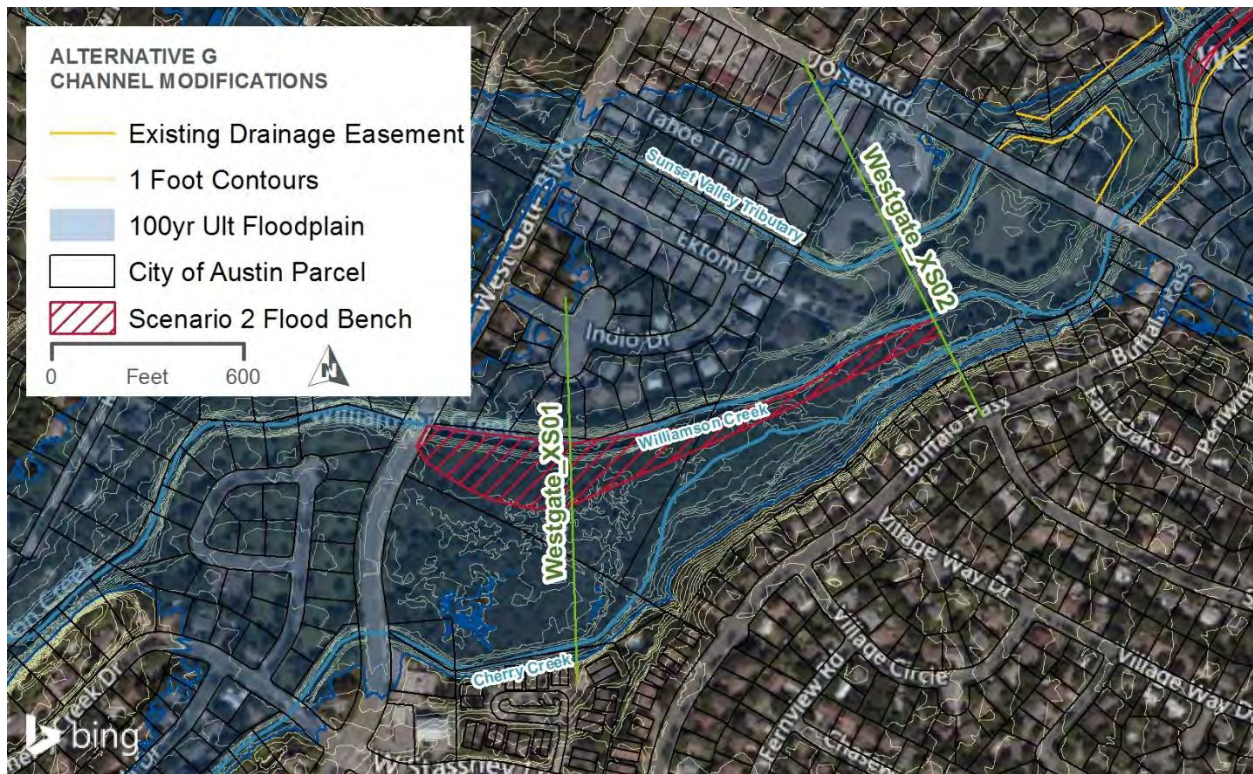 ALTERNATIVE G
CHANNEL MODIFICATIONS
Existing Drainage Easement
1 Foot Contours
100yr Ult Floodplain
City of Austin Parcel
Scenario 2 Flood Bench
0 Feet 600
N
Jones Rd
Tahoe Trail
Sunset Valley Tributary
West Gate Blvd
Ektom Dr
Westgate_XS02
Indio Dr
Buffalo Pass
Williamson Creek
Williamson Creek
Westgate_XS01
Buffalo Pass
Village Way Dr
Village Circle
Village Way D
Fernview Rd
Cherry Creek
W Stassney
bing